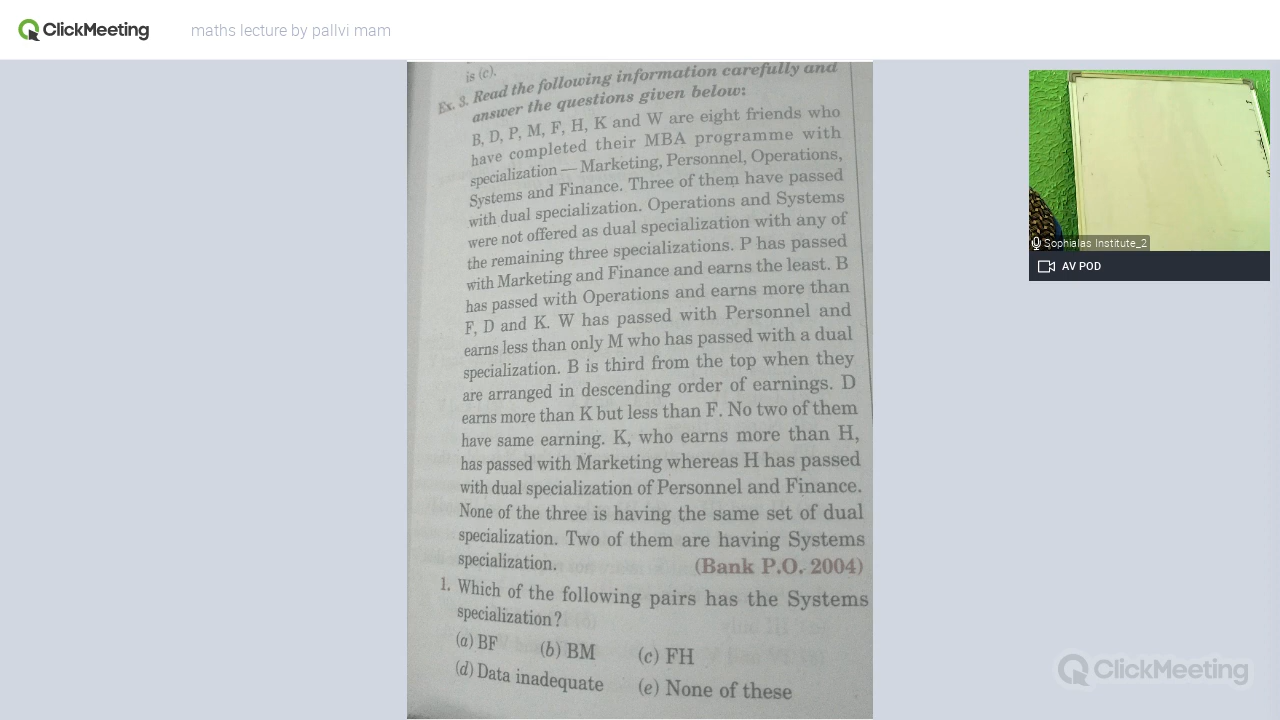 ClickMeeting
maths lecture by pallvi mam
is (c).
Ex. 3. Read the following information carefully and
answer the questions given below:
B, D, P, M, F, H, K and W are eight friends who
have completed their MBA programme with
specialization — Marketing, Personnel, Operations,
Systems and Finance. Three of them have passed
with dual specialization. Operations and Systems
were not offered as dual specialization with any of
the remaining three specializations. P has passed
with Marketing and Finance and earns the least. B
has passed with Operations and earns more than
F, D and K. W has passed with Personnel and
earns less than only M who has passed with a dual
specialization. B is third from the top when they
are arranged in descending order of earnings. D
earns more than K but less than F. No two of them
have same earning. K, who earns more than H,
has passed with Marketing whereas H has passed
with dual specialization of Personnel and Finance.
None of the three is having the same set of dual
specialization. Two of them are having Systems
specialization. (Bank P.O. 2004)
1. Which of the following pairs has the Systems
specialization?
(a) BF (b) BM (c) FH
(d) Data inadequate (e) None of these
Sophialas Institute_2
AV POD
ClickMeeting